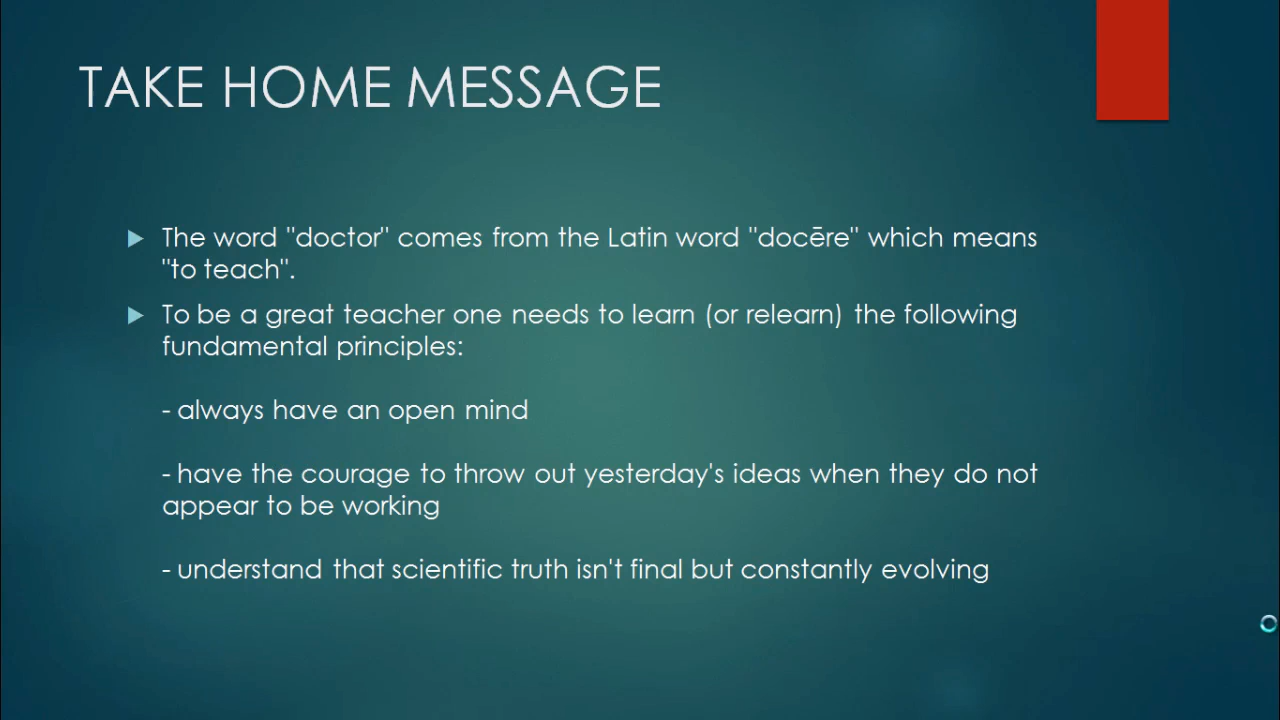 TAKE HOME MESSAGE
The word "doctor" comes from the Latin word "docēre" which means
"to teach".
To be a great teacher one needs to learn (or relearn) the following
fundamental principles:
- always have an open mind
- have the courage to throw out yesterday's ideas when they do not
appear to be working
- understand that scientific truth isn't final but constantly evolving